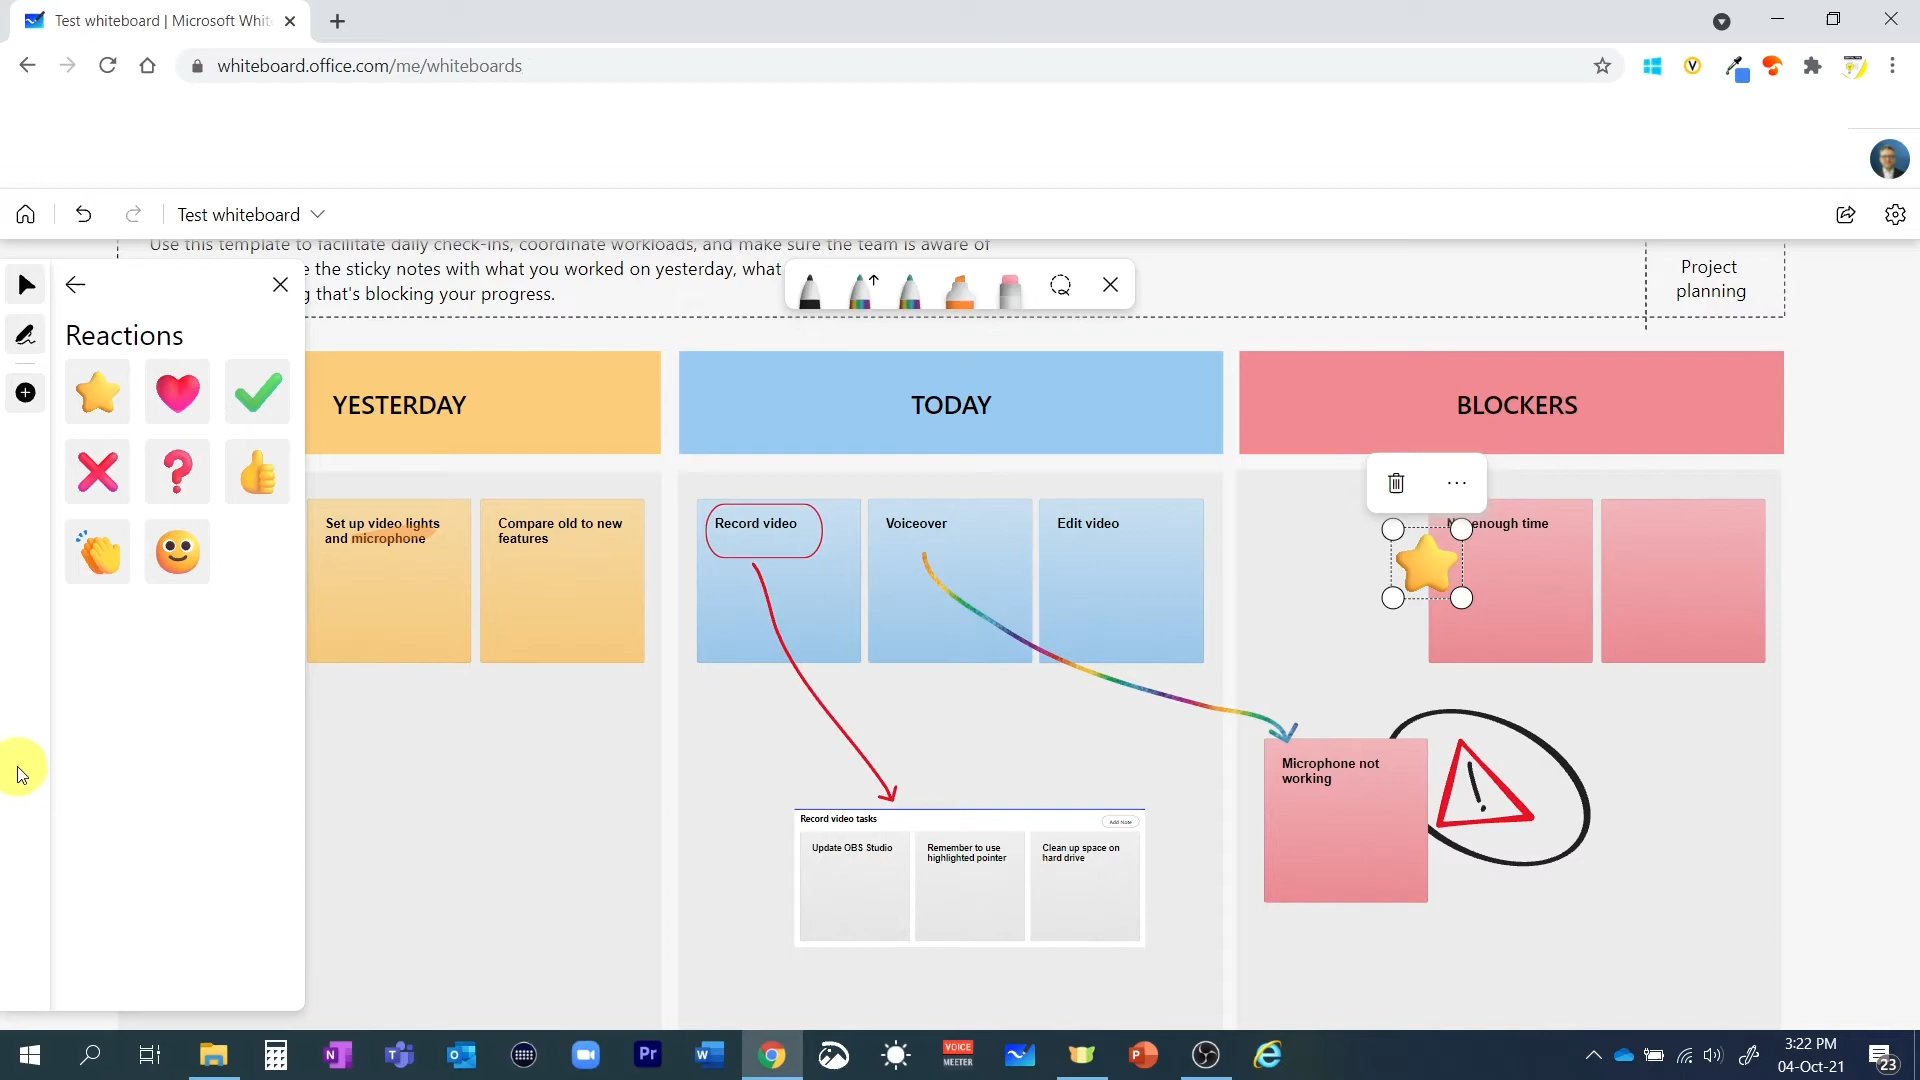 Test whiteboard | Microsoft Whit
whiteboard.office.com/me/whiteboards
Test whiteboard
Use this template to facilitate daily check-ins, coordinate workloads, and make sure the team is aware of
e the sticky notes with what you worked on yesterday, what
g that's blocking your progress.
Project
planning
Reactions
YESTERDAY
TODAY
BLOCKERS
Set up video lights
and microphone
Compare old to new
features
Record video
Voiceover
Edit video
enough time
Microphone not
working
Record video tasks
Add Note
Update OBS Studio
Remember to use
highlighted pointer
Clean up space on
hard drive
VOICE
MEETER
Pr
3:22 PM
04-Oct-21
23